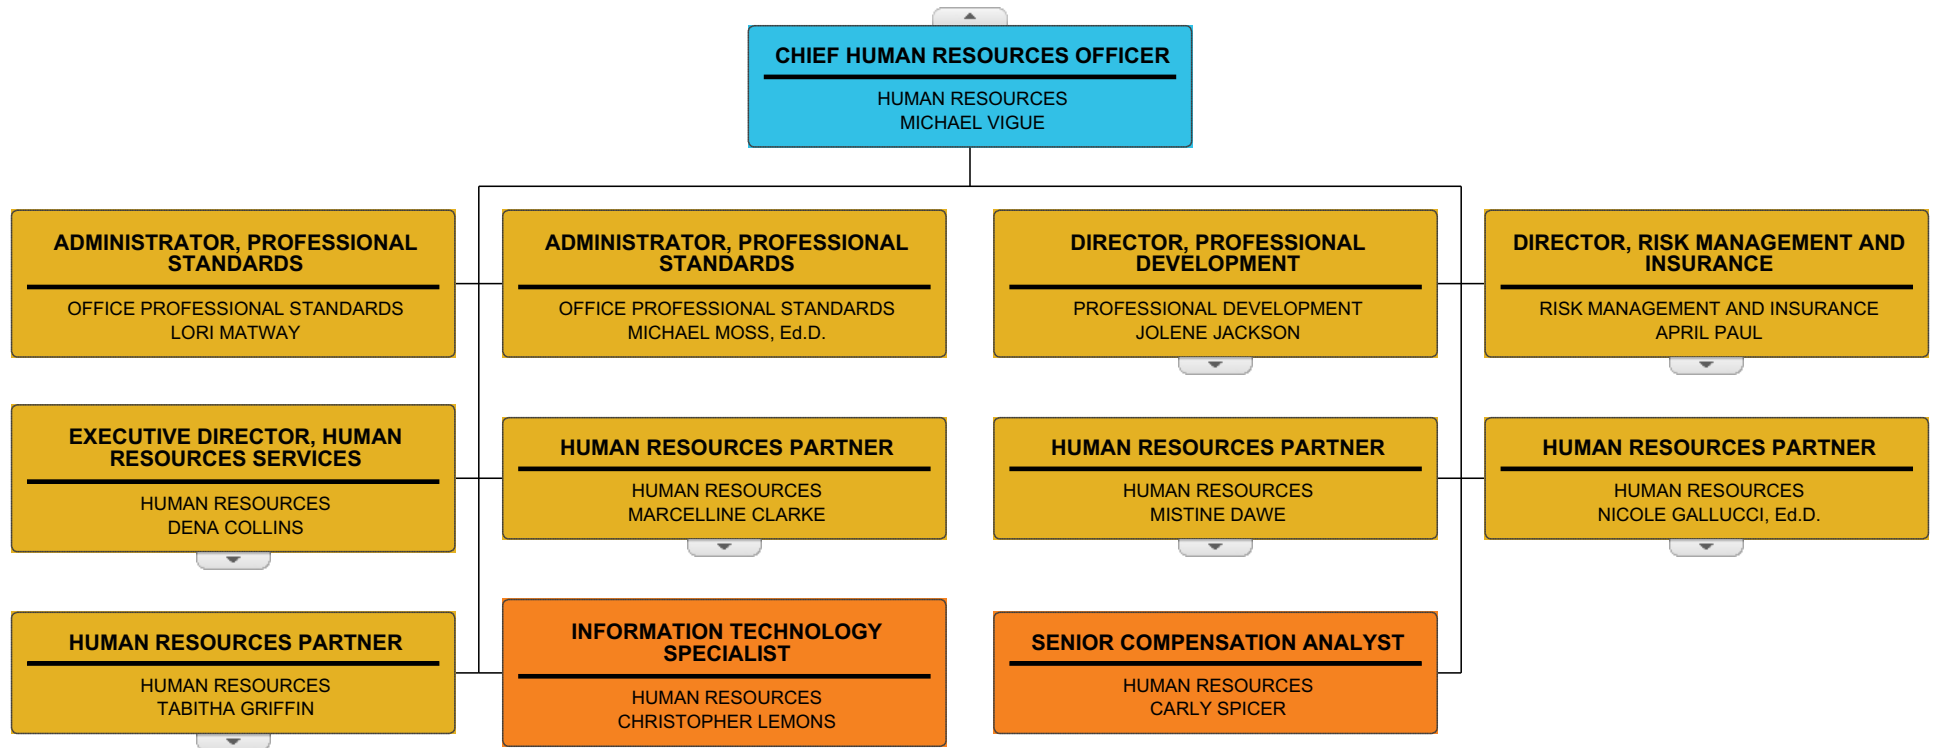 CHIEF HUMAN RESOURCES OFFICER
HUMAN RESOURCES
MICHAEL VIGUE
ADMINISTRATOR, PROFESSIONAL
STANDARDS
OFFICE PROFESSIONAL STANDARDS
LORI MATWAY
ADMINISTRATOR, PROFESSIONAL
STANDARDS
OFFICE PROFESSIONAL STANDARDS
MICHAEL MOSS, Ed.D.
DIRECTOR, PROFESSIONAL
DEVELOPMENT
PROFESSIONAL DEVELOPMENT
JOLENE JACKSON
DIRECTOR, RISK MANAGEMENT AND
INSURANCE
RISK MANAGEMENT AND INSURANCE
APRIL PAUL
EXECUTIVE DIRECTOR, HUMAN
RESOURCES SERVICES
HUMAN RESOURCES
DENA COLLINS
HUMAN RESOURCES PARTNER
HUMAN RESOURCES
MARCELLINE CLARKE
HUMAN RESOURCES PARTNER
HUMAN RESOURCES
MISTINE DAWE
HUMAN RESOURCES PARTNER
HUMAN RESOURCES
NICOLE GALLUCCI, Ed.D.
HUMAN RESOURCES PARTNER
HUMAN RESOURCES
TABITHA GRIFFIN
INFORMATION TECHNOLOGY
SPECIALIST
HUMAN RESOURCES
CHRISTOPHER LEMONS
SENIOR COMPENSATION ANALYST
HUMAN RESOURCES
CARLY SPICER